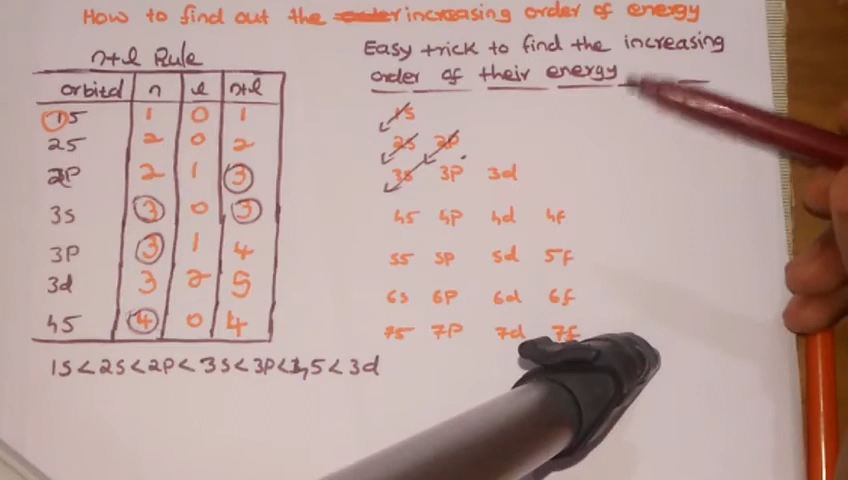 How to find out the increasing order of energy
n+l Rule
orbital n l n+l
1s 1 0 1
2s 2 0 2
2p 2 1 3
3s 3 0 3
3p 3 1 4
3d 3 2 5
4s 4 0 4
1s < 2s < 2p < 3s < 3p < 4s < 3d
Easy trick to find the increasing
order of their energy
1s
2s 2p
3s 3p 3d
4s 4p 4d 4f
5s 5p 5d 5f
6s 6p 6d 6f
7s 7p 7d 7f